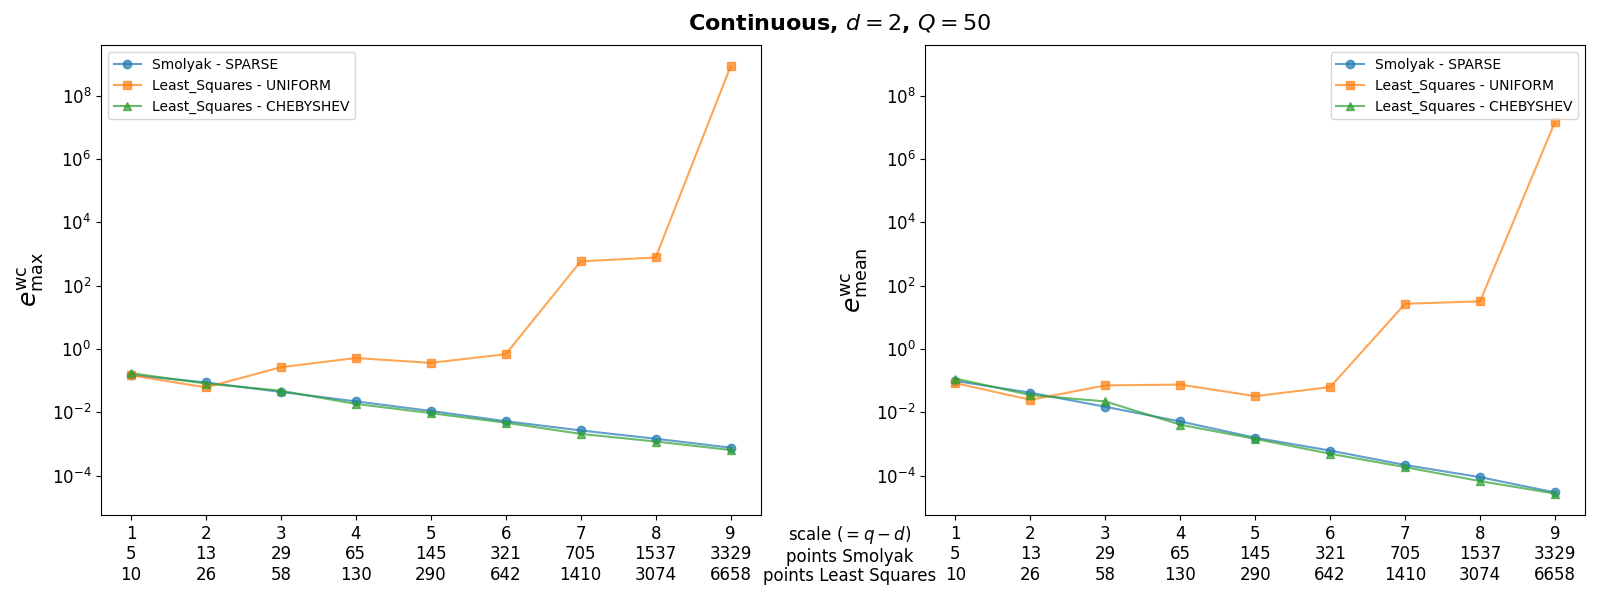 Continuous, d = 2, Q = 50
Smolyak - SPARSE
Least_Squares - UNIFORM
Least_Squares - CHEBYSHEV
10^8
10^6
10^4
10^2
10^0
10^−2
10^−4
e^wc_max
1 2 3 4 5 6 7 8 9
5 13 29 65 145 321 705 1537 3329
10 26 58 130 290 642 1410 3074 6658
scale (= q − d)
points Smolyak
points Least Squares
Smolyak - SPARSE
Least_Squares - UNIFORM
Least_Squares - CHEBYSHEV
10^8
10^6
10^4
10^2
10^0
10^−2
10^−4
e^wc_mean
1 2 3 4 5 6 7 8 9
5 13 29 65 145 321 705 1537 3329
10 26 58 130 290 642 1410 3074 6658